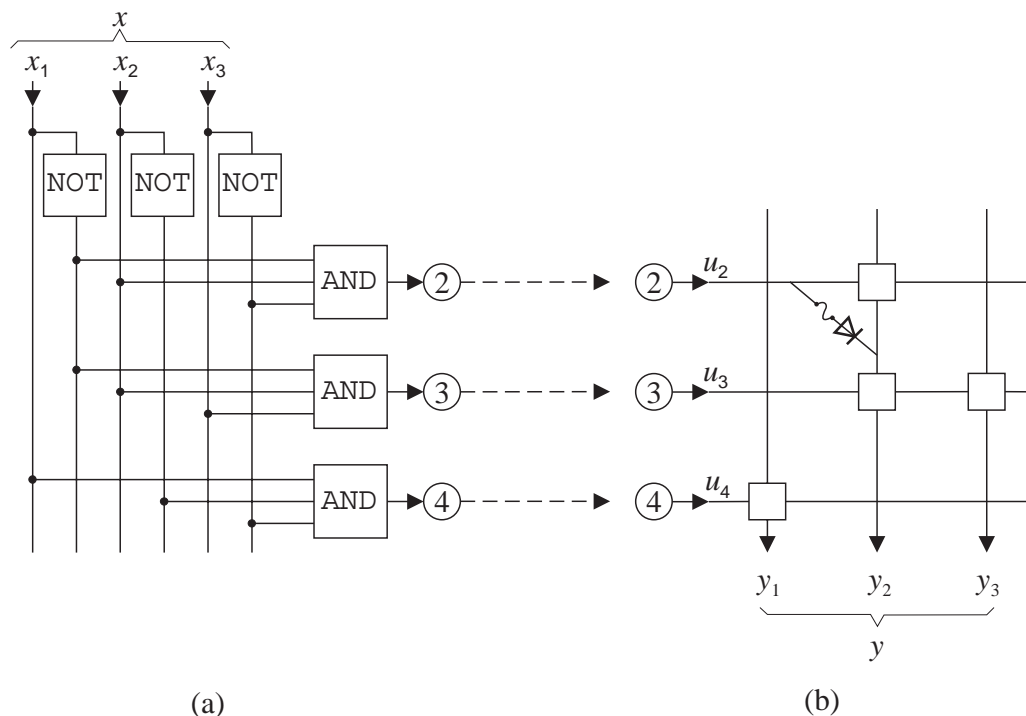 x
x₁ x₂ x₃
NOT NOT NOT
AND 2 2 u₂
AND 3 3 u₃
AND 4 4 u₄
y₁ y₂ y₃
y
(a) (b)